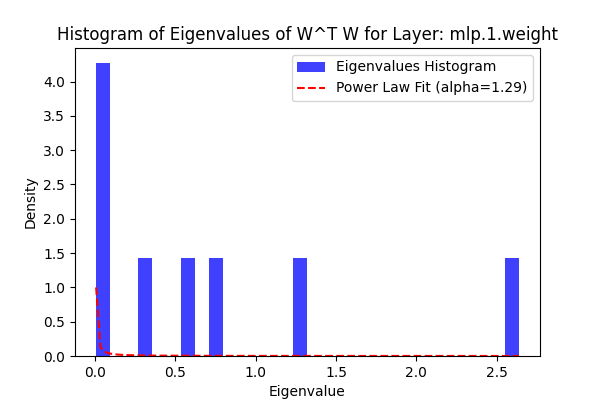 Histogram of Eigenvalues of W^T W for Layer: mlp.1.weight
Eigenvalues Histogram
Power Law Fit (alpha=1.29)
Density
4.0
3.5
3.0
2.5
2.0
1.5
1.0
0.5
0.0
0.0 0.5 1.0 1.5 2.0 2.5
Eigenvalue